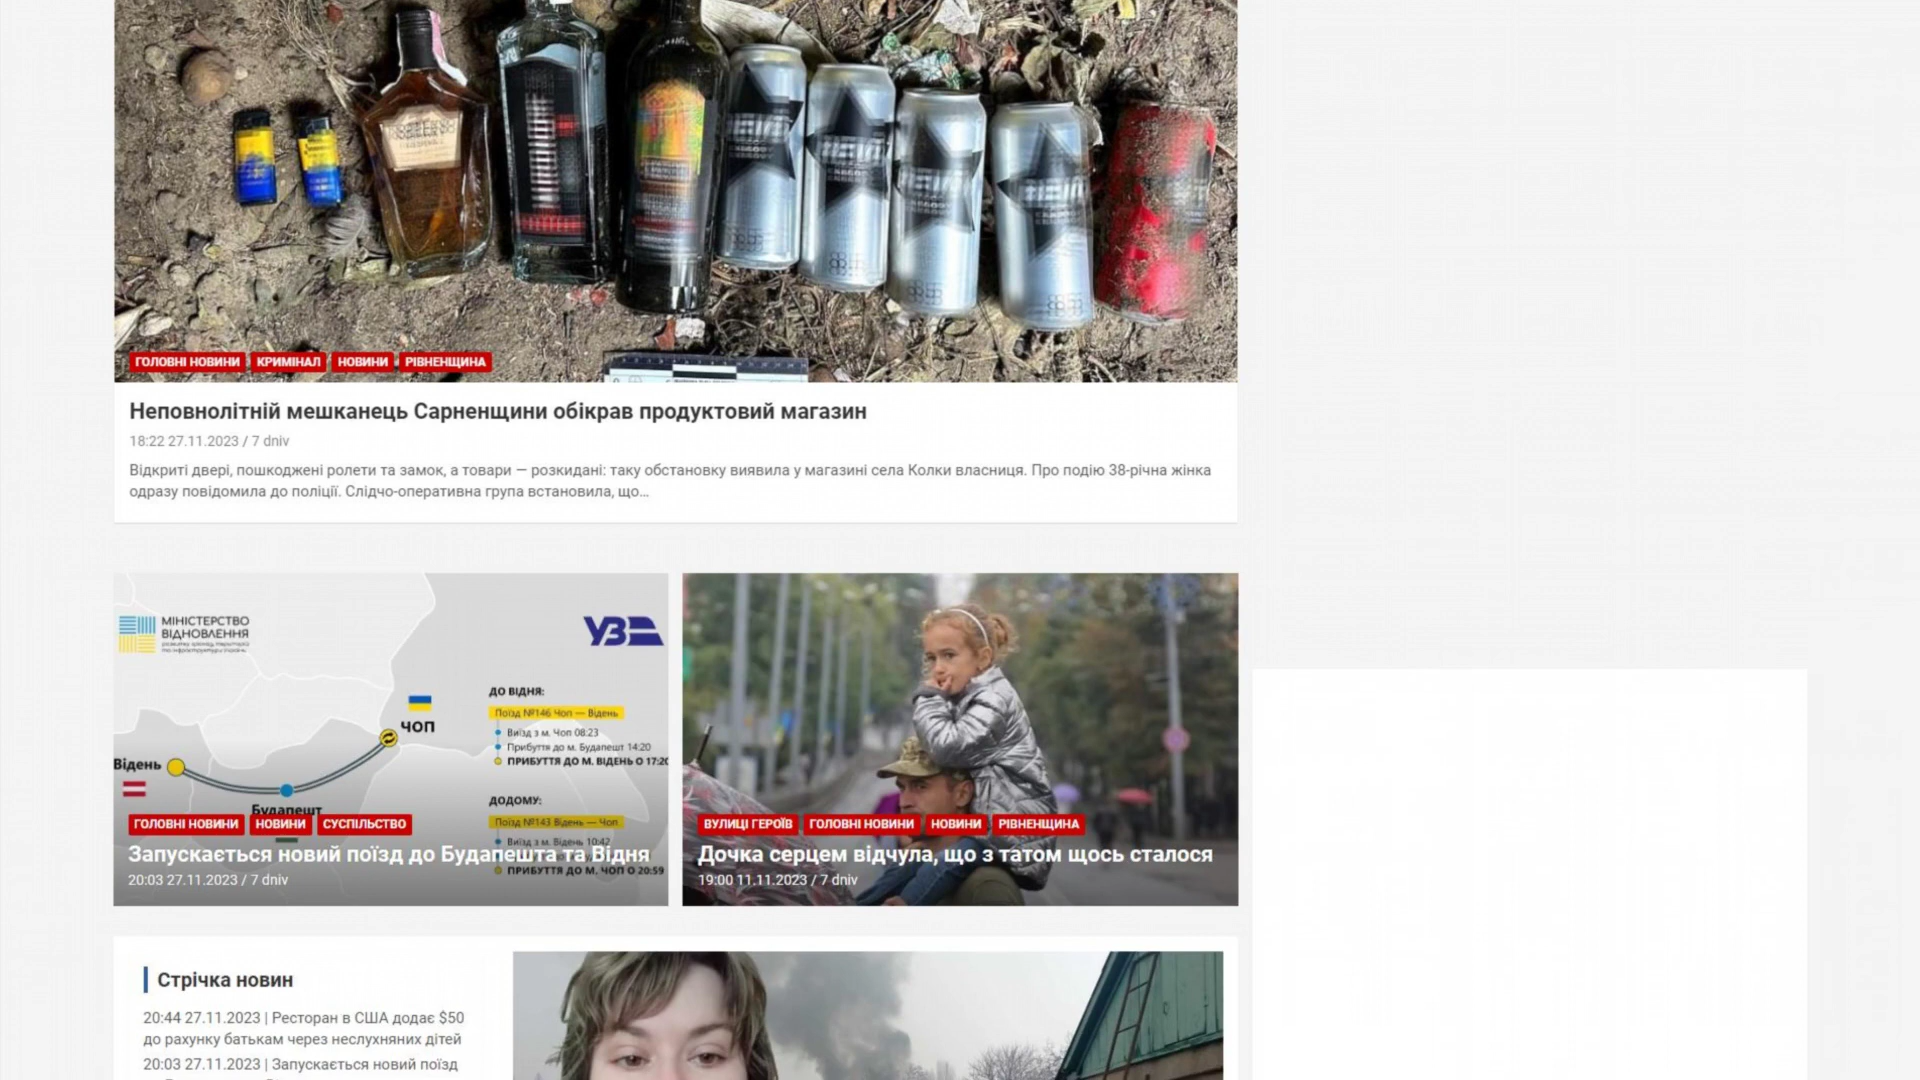 ГОЛОВНІ НОВИНИ КРИМІНАЛ НОВИНИ РІВНЕНЩИНА
Неповнолітній мешканець Сарненщини обікрав продуктовий магазин
18:22 27.11.2023 / 7 dniv
Відкриті двері, пошкоджені ролети та замок, а товари — розкидані: таку обстановку виявила у магазині села Колки власниця. Про подію 38-річна жінка
одразу повідомила до поліції. Слідчо-оперативна група встановила, що…
МІНІСТЕРСТВО
ВІДНОВЛЕННЯ
УЗ
ДО ВІДНЯ:
Поїзд №146 Чоп — Відень
Виїзд з м. Чоп 08:23
Прибуття до м. Будапешт 14:20
ПРИБУТТЯ ДО М. ВІДЕНЬ О 17:20
ЧОП
Відень
Будапешт
ДОДОМУ:
Поїзд №143 Відень — Чоп
Виїзд з м. Відень 10:42
ПРИБУТТЯ ДО М. ЧОП О 20:59
ГОЛОВНІ НОВИНИ НОВИНИ СУСПІЛЬСТВО
Запускається новий поїзд до Будапешта та Відня
20:03 27.11.2023 / 7 dniv
ВУЛИЦІ ГЕРОЇВ ГОЛОВНІ НОВИНИ НОВИНИ РІВНЕНЩИНА
Дочка серцем відчула, що з татом щось сталося
19:00 11.11.2023 / 7 dniv
Стрічка новин
20:44 27.11.2023 | Ресторан в США додає $50
до рахунку батькам через неслухняних дітей
20:03 27.11.2023 | Запускається новий поїзд